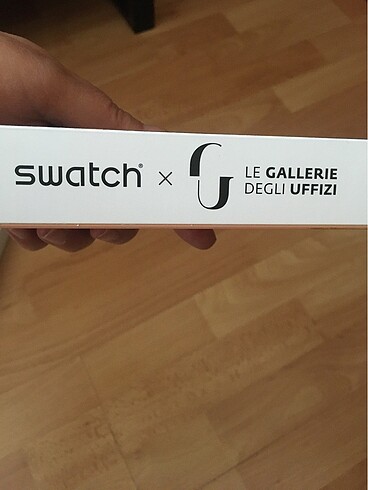 swatch® ×
LE GALLERIE
DEGLI UFFIZI